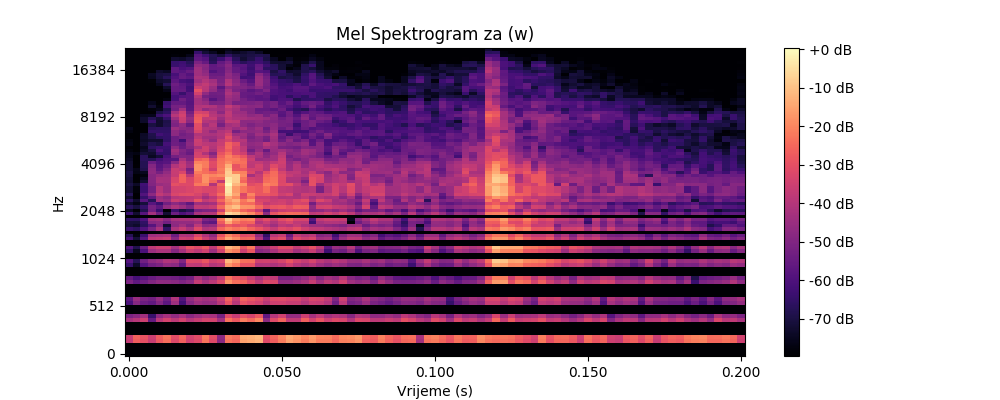 Mel Spektrogram za (w)
Hz
16384
8192
4096
2048
1024
512
0
0.000 0.050 0.100 0.150 0.200
Vrijeme (s)
+0 dB
-10 dB
-20 dB
-30 dB
-40 dB
-50 dB
-60 dB
-70 dB